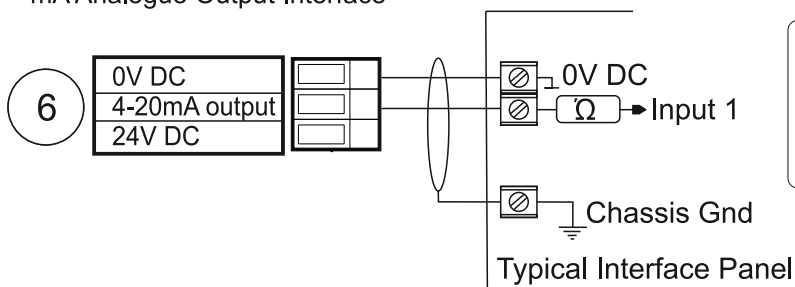 mA Analogue Output Interface
6
0V DC
4-20mA output
24V DC
0V DC
Ω Input 1
Chassis Gnd
Typical Interface Panel